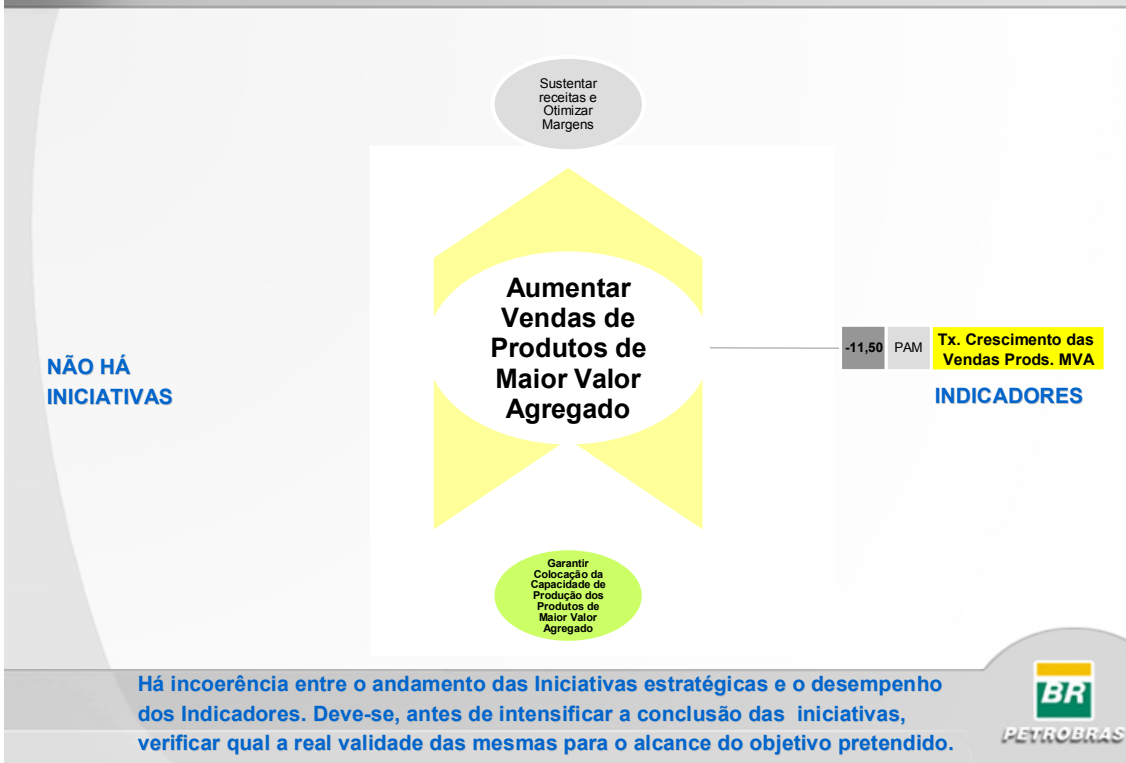 Sustentar
receitas e
Otimizar
Margens
Aumentar
Vendas de
Produtos de
Maior Valor
Agregado
NÃO HÁ
INICIATIVAS
-11,50 PAM Tx. Crescimento das
Vendas Prods. MVA
INDICADORES
Garantir
Colocação da
Capacidade de
Produção dos
Produtos de
Maior Valor
Agregado
Há incoerência entre o andamento das Iniciativas estratégicas e o desempenho
dos Indicadores. Deve-se, antes de intensificar a conclusão das iniciativas,
verificar qual a real validade das mesmas para o alcance do objetivo pretendido.
BR
PETROBRAS